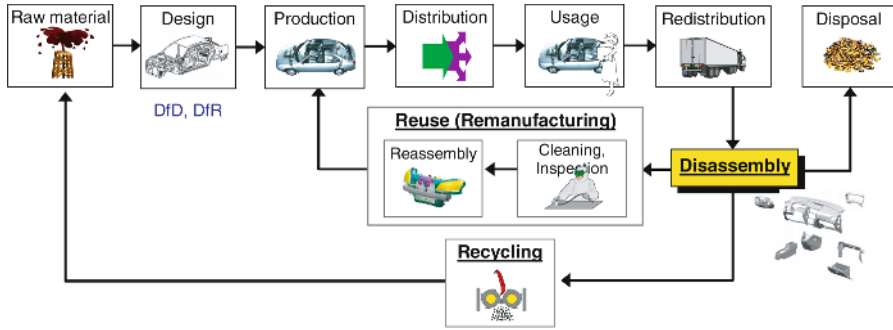 Raw material
Design
Production
Distribution
Usage
Redistribution
Disposal
DfD, DfR
Reuse (Remanufacturing)
Reassembly
Cleaning,
Inspection
Disassembly
Recycling